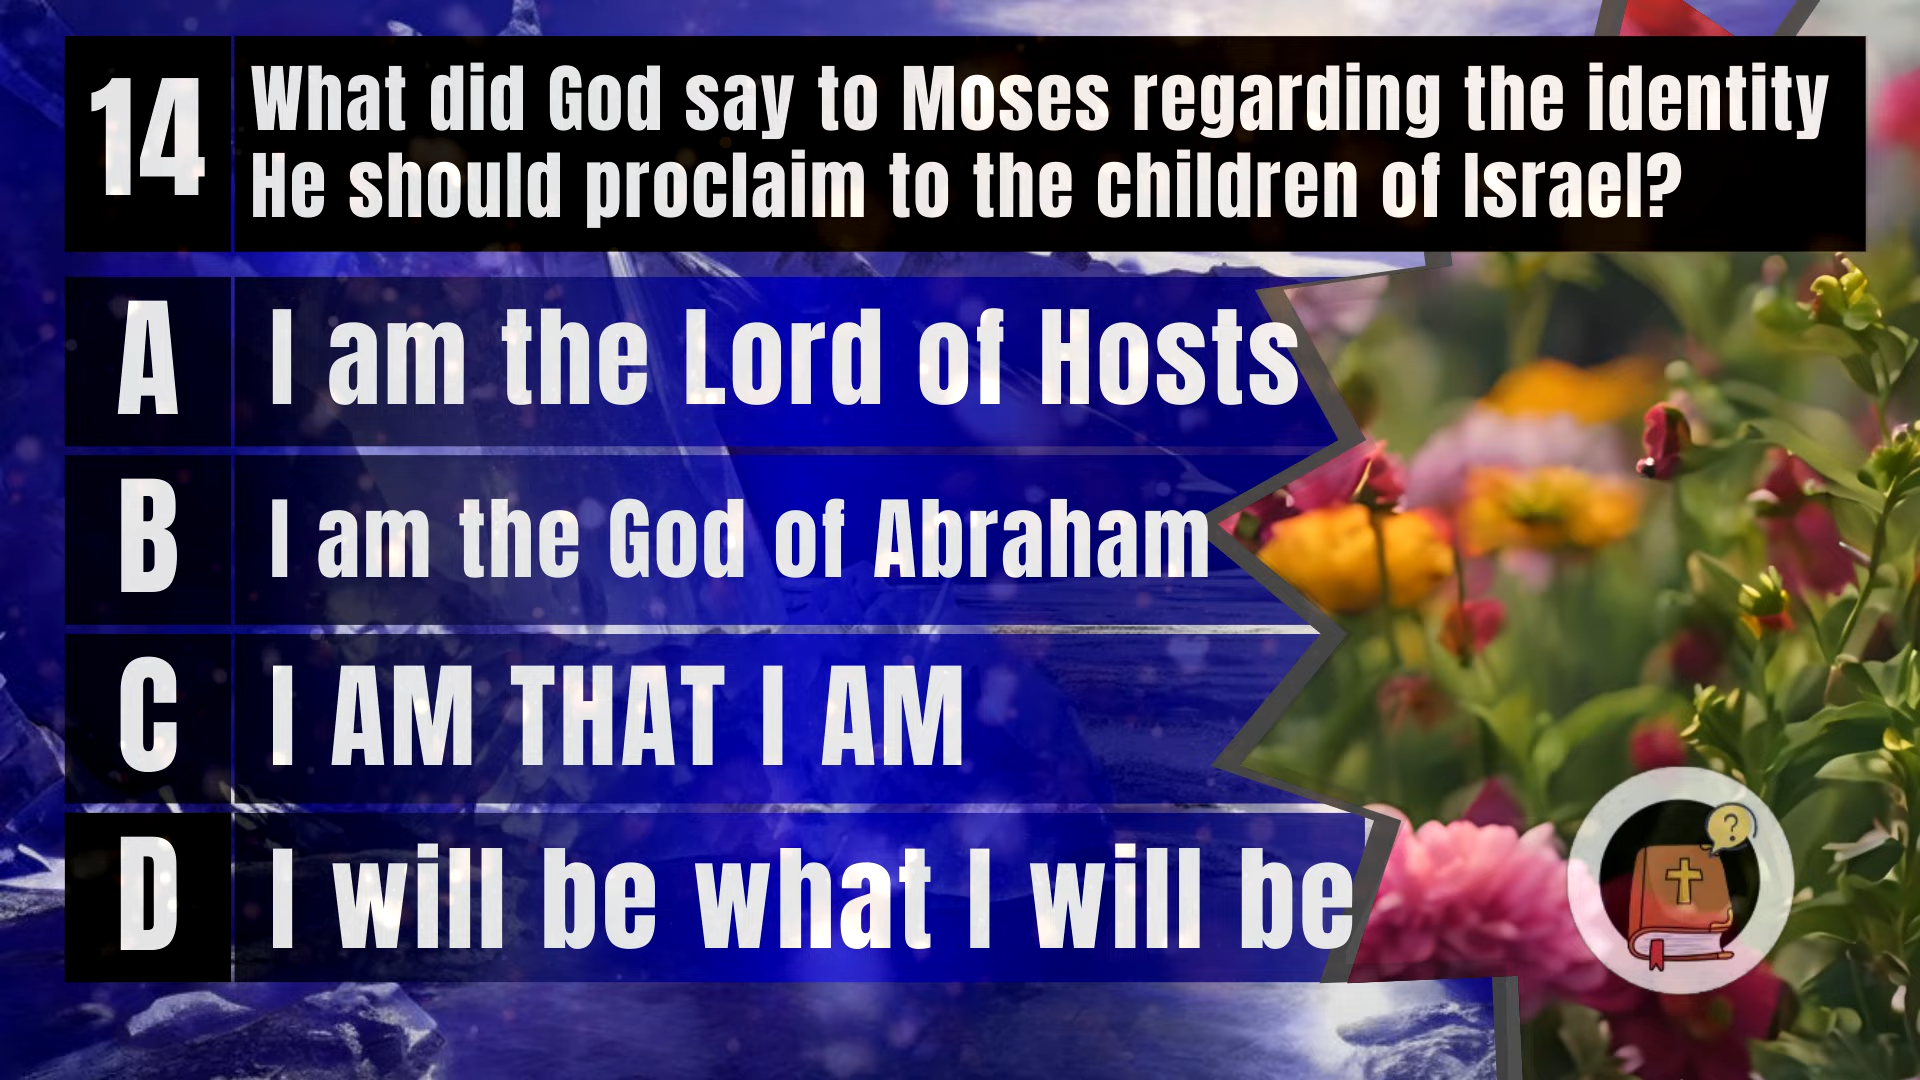 14
What did God say to Moses regarding the identity
He should proclaim to the children of Israel?
A
I am the Lord of Hosts
B
I am the God of Abraham
C
I AM THAT I AM
D
I will be what I will be
?